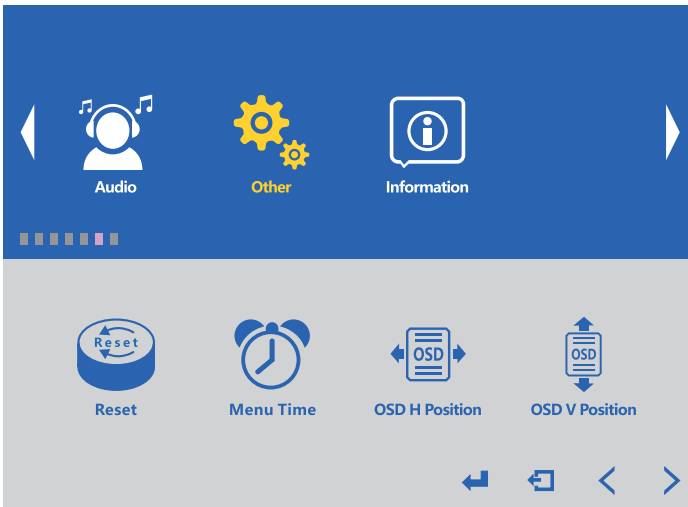 Audio
Other
Information
Reset
OSD
OSD
Reset
Menu Time
OSD H Position
OSD V Position